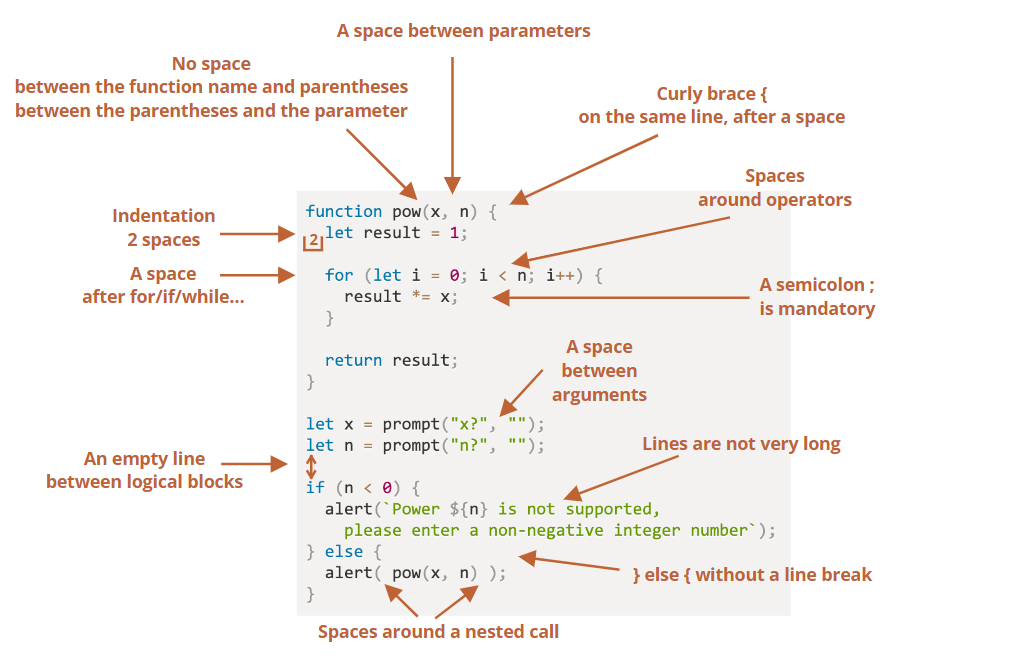 A space between parameters
No space
between the function name and parentheses
between the parentheses and the parameter
Curly brace {
on the same line, after a space
Spaces
around operators
Indentation
2 spaces
A space
after for/if/while...
A semicolon ;
is mandatory
function pow(x, n) {
2
  let result = 1;

  for (let i = 0; i < n; i++) {
    result *= x;
  }

  return result;
}

A space
between
arguments
let x = prompt("x?", "");
let n = prompt("n?", "");
Lines are not very long
An empty line
between logical blocks

if (n < 0) {
  alert(`Power ${n} is not supported,
    please enter a non-negative integer number`);
} else {
  alert( pow(x, n) );
}
} else { without a line break
Spaces around a nested call